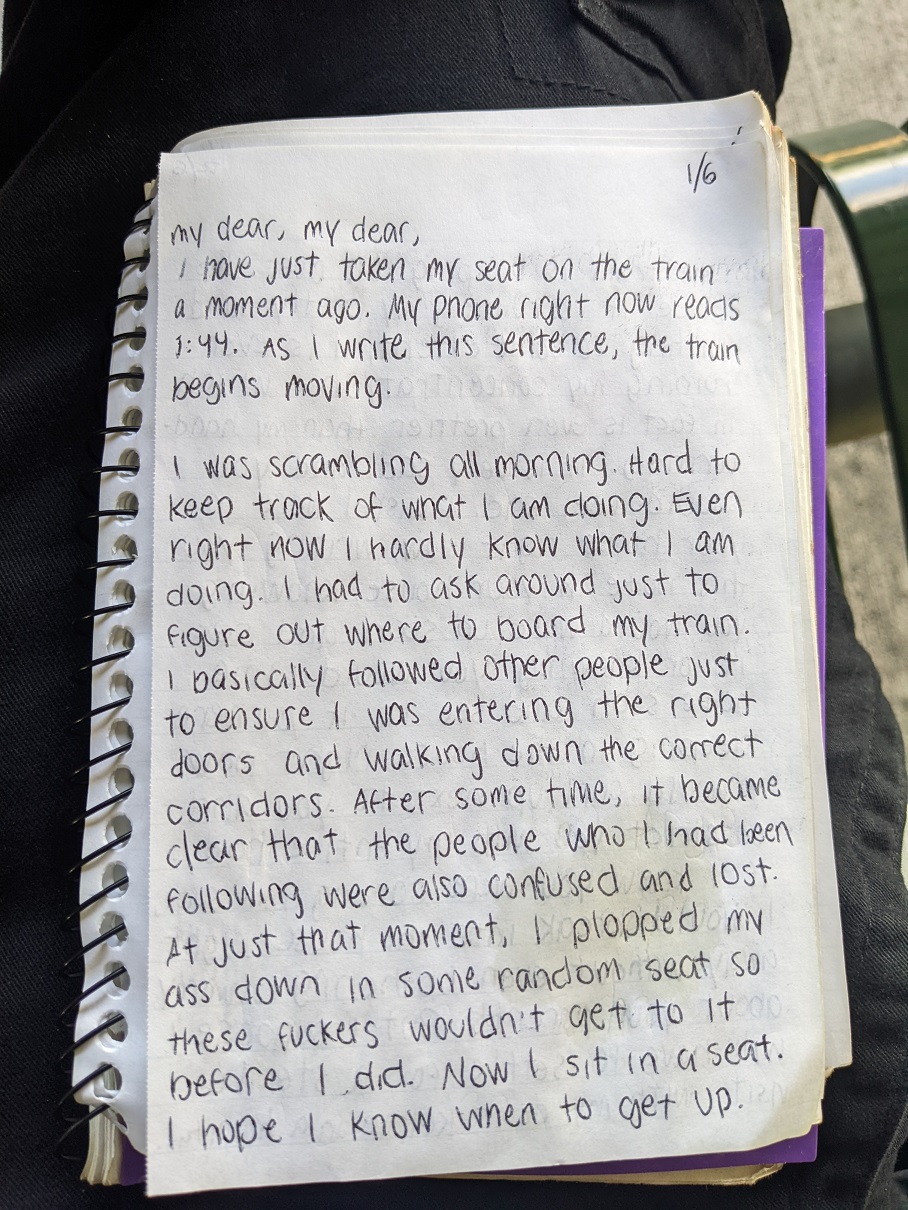 1/6
my dear, my dear,
I have just taken my seat on the train
a moment ago. My phone right now reads
1:44. As I write this sentence, the train
begins moving.
I was scrambling all morning. Hard to
keep track of what I am doing. Even
right now I hardly know what I am
doing. I had to ask around just to
figure out where to board my train.
I basically followed other people just
to ensure I was entering the right
doors and walking down the correct
corridors. After some time, it became
clear that the people who I had been
following were also confused and lost.
At just that moment, I plopped my
ass down in some random seat so
these fuckers wouldn't get to it
before I did. Now I sit in a seat.
I hope I know when to get up.